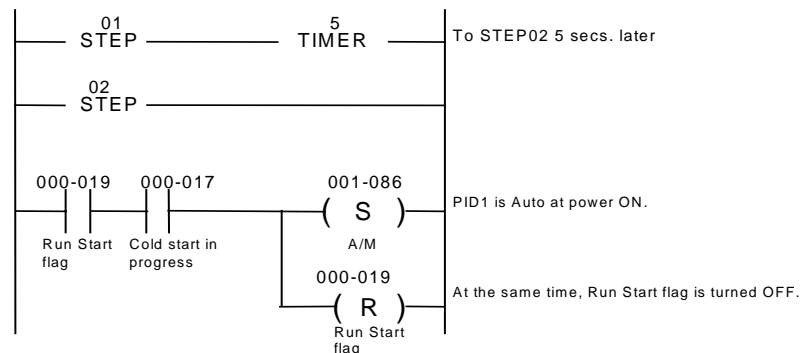 01
STEP
5
TIMER
To STEP02 5 secs. later
02
STEP
000-019
000-017
001-086
( S )
PID1 is Auto at power ON.
Run Start
flag
Cold start in
progress
A/M
000-019
( R )
At the same time, Run Start flag is turned OFF.
Run Start
flag